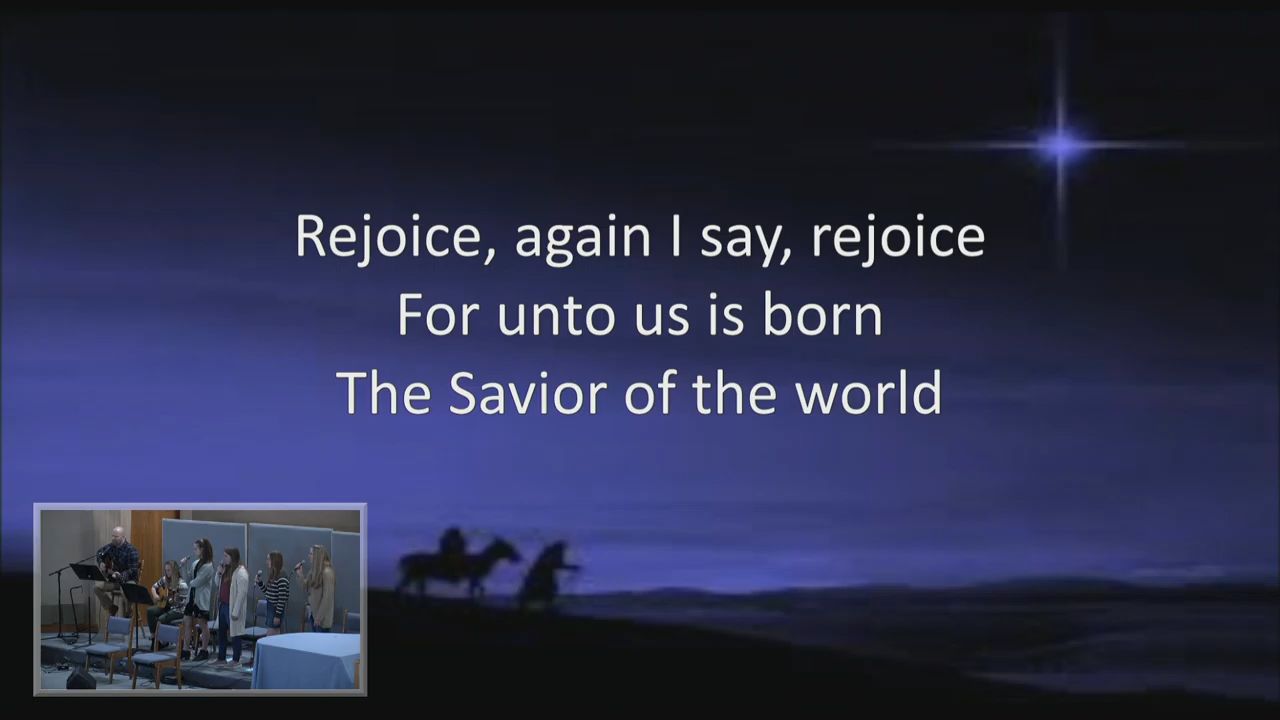 Rejoice, again I say, rejoice
For unto us is born
The Savior of the world